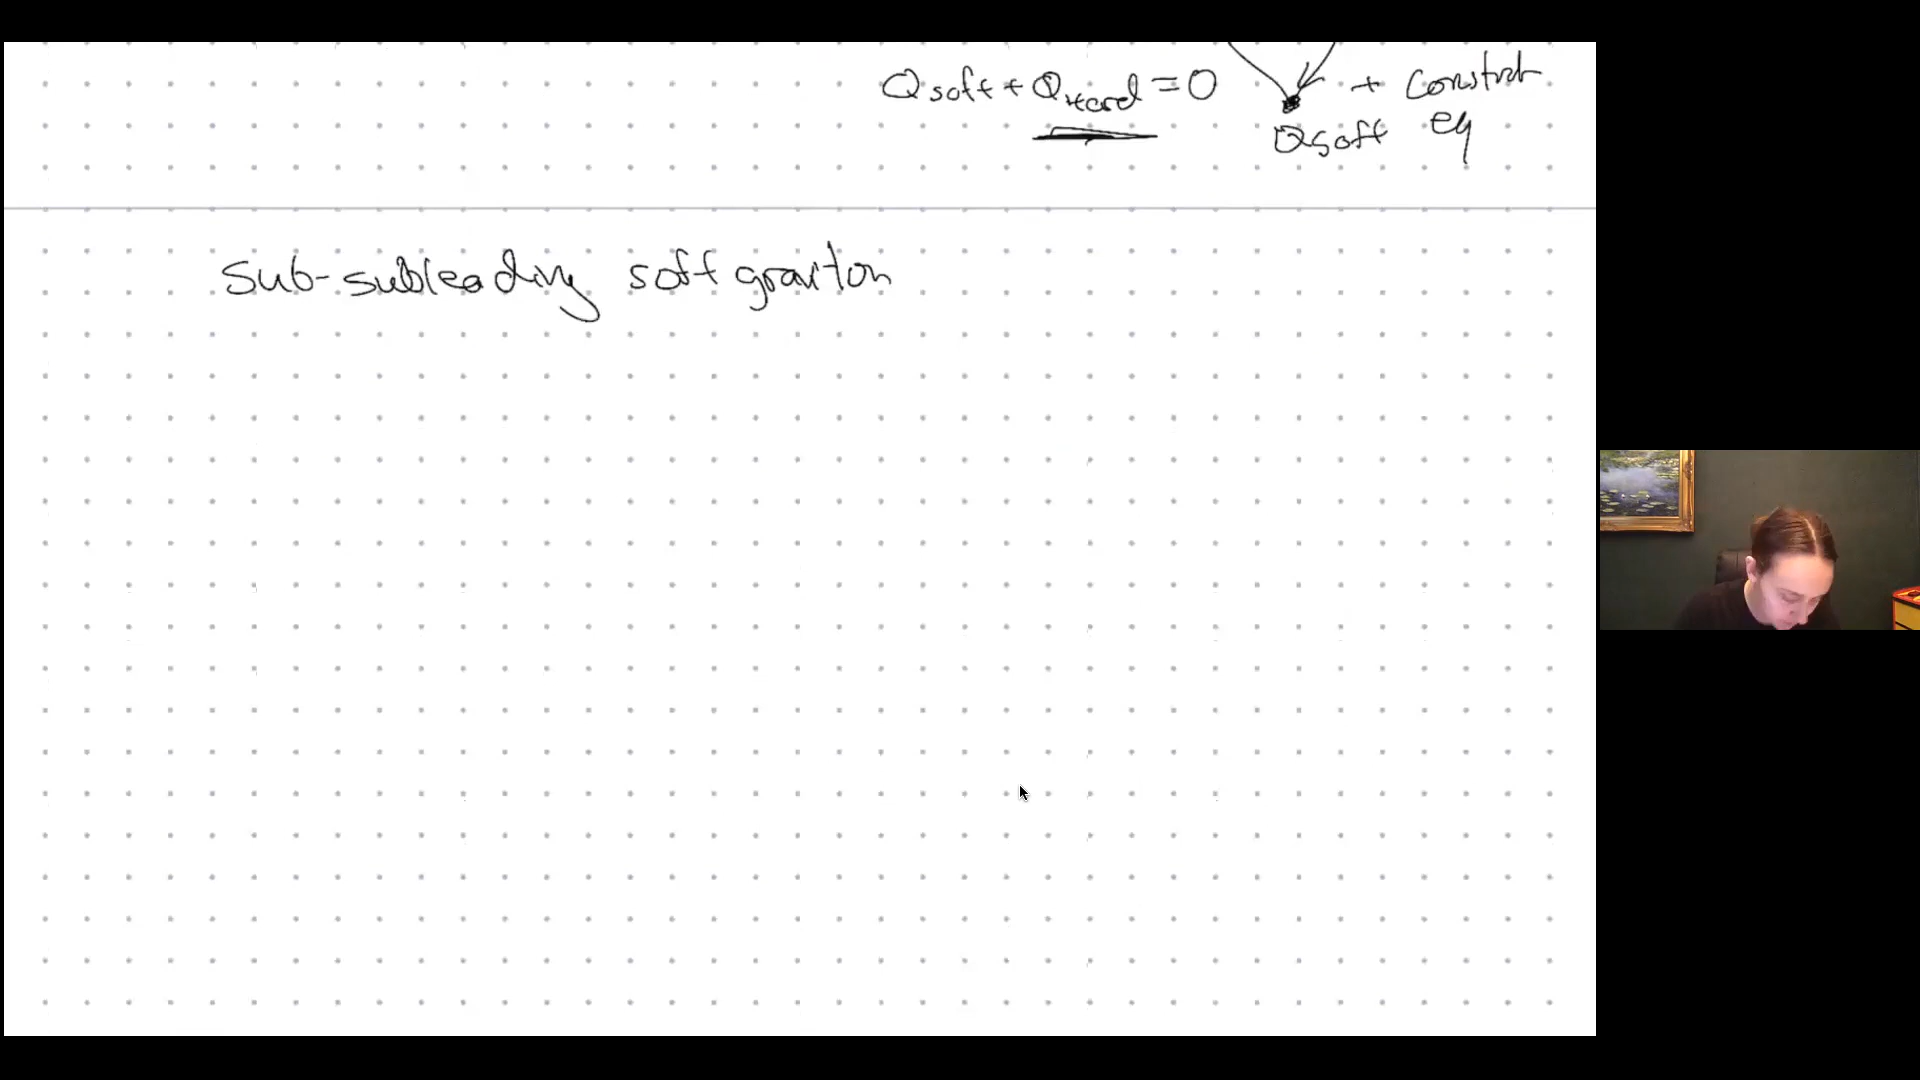 Qsoft + QHard = 0
+ Constraint
eq
Qsoft
Sub-subleading soft graviton